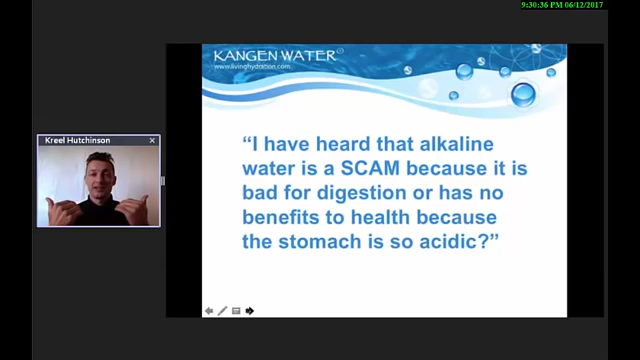 9:30:36 PM 06/12/2017
KANGEN WATER
www.livinghydration.com
Kreel Hutchinson
“I have heard that alkaline
water is a SCAM because it is
bad for digestion or has no
benefits to health because
the stomach is so acidic?”